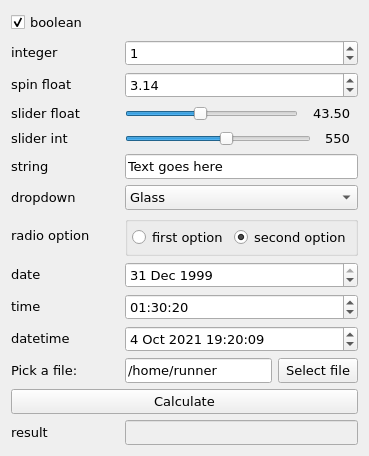 boolean
integer 1
spin float 3.14
slider float 43.50
slider int 550
string Text goes here
dropdown Glass
radio option first option second option
date 31 Dec 1999
time 01:30:20
datetime 4 Oct 2021 19:20:09
Pick a file: /home/runner Select file
Calculate
result